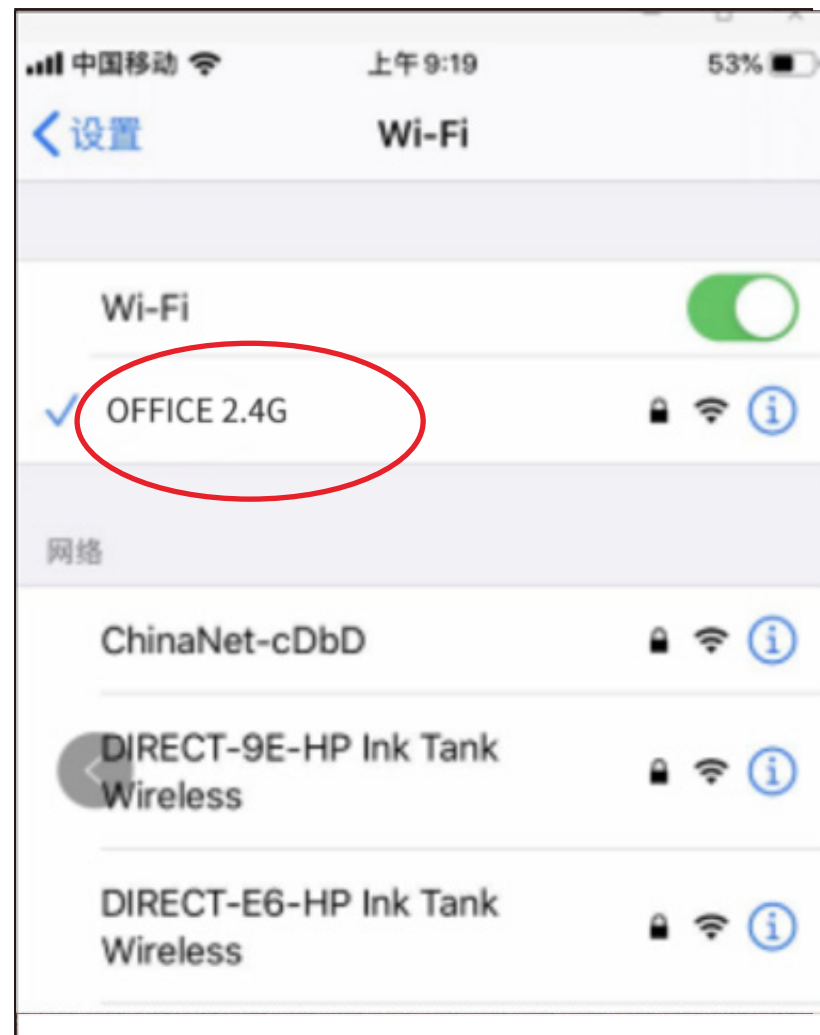 中国移动 上午9:19 53%
设置 Wi-Fi
Wi-Fi
OFFICE 2.4G
网络
ChinaNet-cDbD
DIRECT-9E-HP Ink Tank
Wireless
DIRECT-E6-HP Ink Tank
Wireless